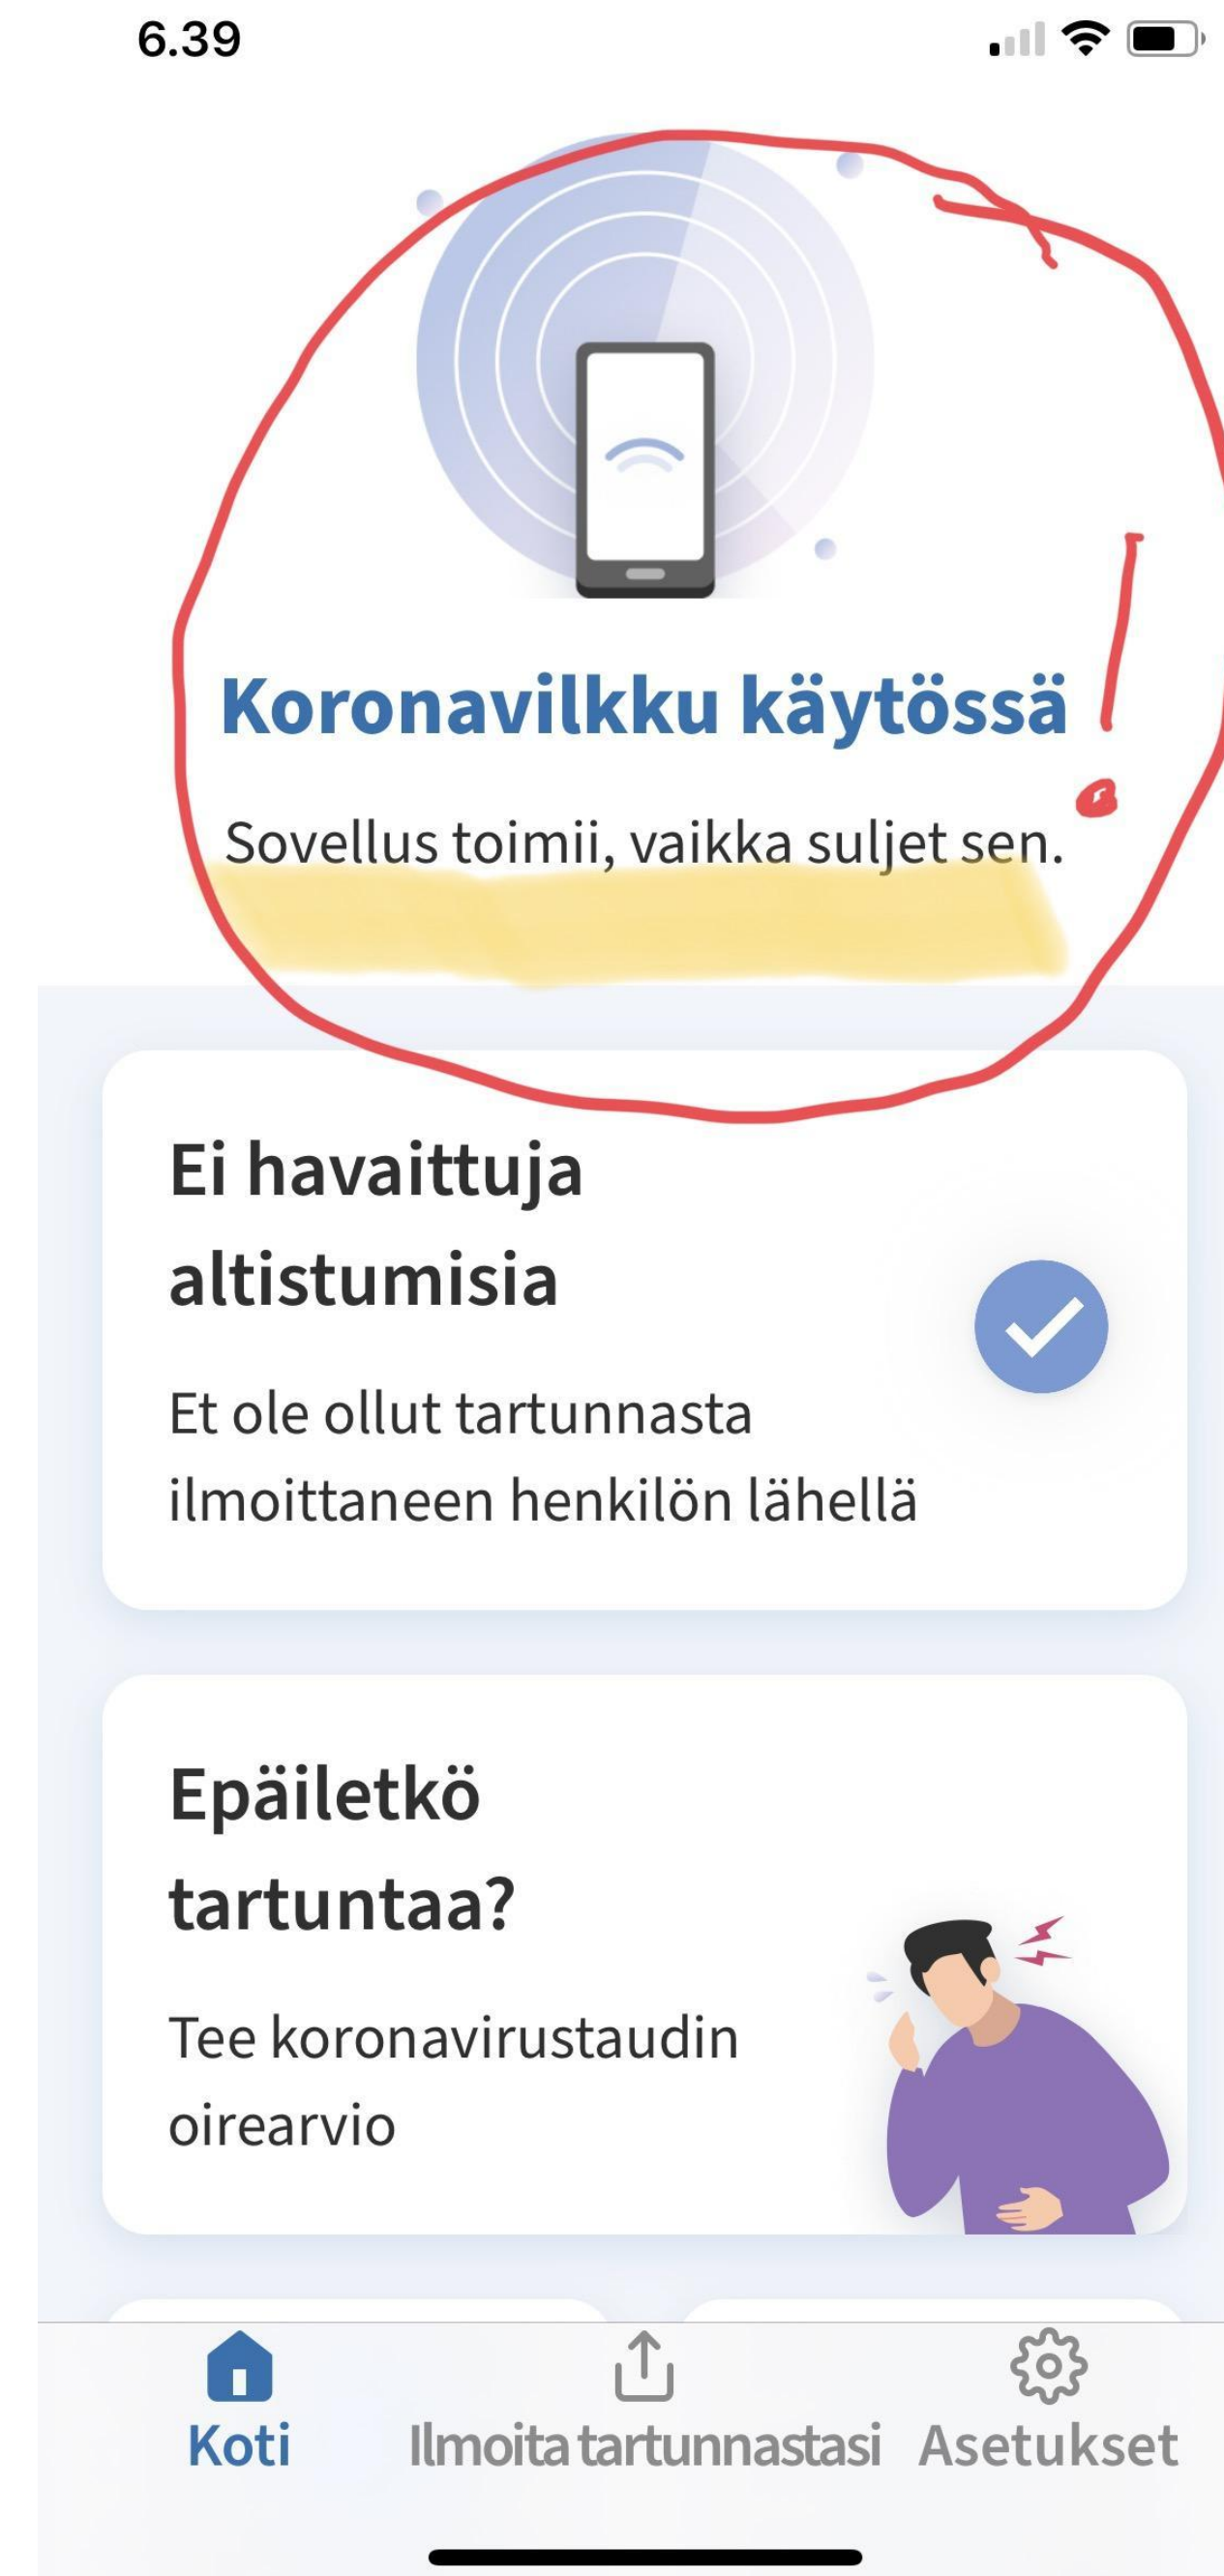 6.39
Koronavilkku käytössä !
Sovellus toimii, vaikka suljet sen.
Ei havaittuja
altistumisia
Et ole ollut tartunnasta
ilmoittaneen henkilön lähellä
Epäiletkö
tartuntaa?
Tee koronavirustaudin
oirearvio
Koti Ilmoita tartunnastasi Asetukset